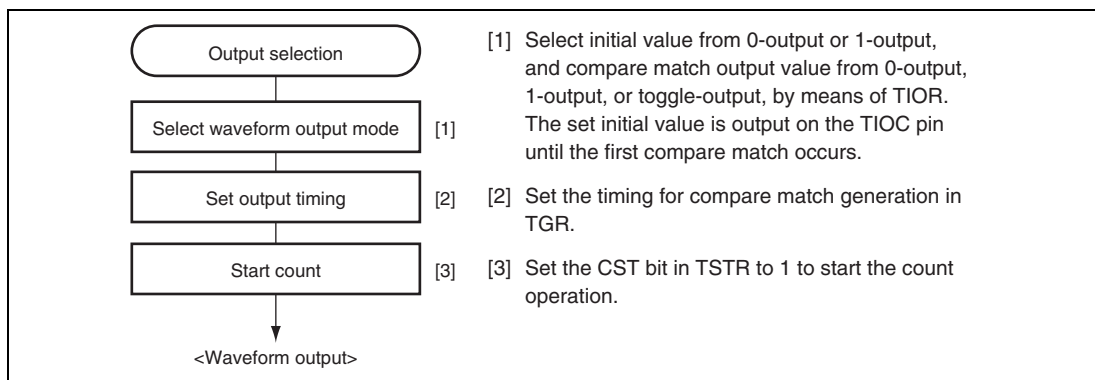 Output selection
Select waveform output mode
[1]
Set output timing
[2]
Start count
[3]
<Waveform output>
[1] Select initial value from 0-output or 1-output,
and compare match output value from 0-output,
1-output, or toggle-output, by means of TIOR.
The set initial value is output on the TIOC pin
until the first compare match occurs.
[2] Set the timing for compare match generation in
TGR.
[3] Set the CST bit in TSTR to 1 to start the count
operation.